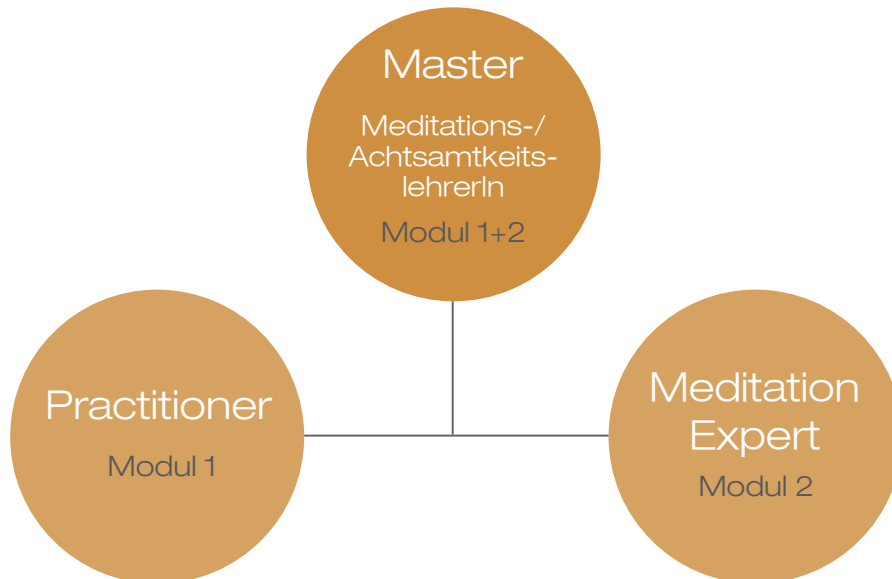 Master
Meditations-/
Achtsamtkeits-
lehrerIn
Modul 1+2
Practitioner
Modul 1
Meditation
Expert
Modul 2